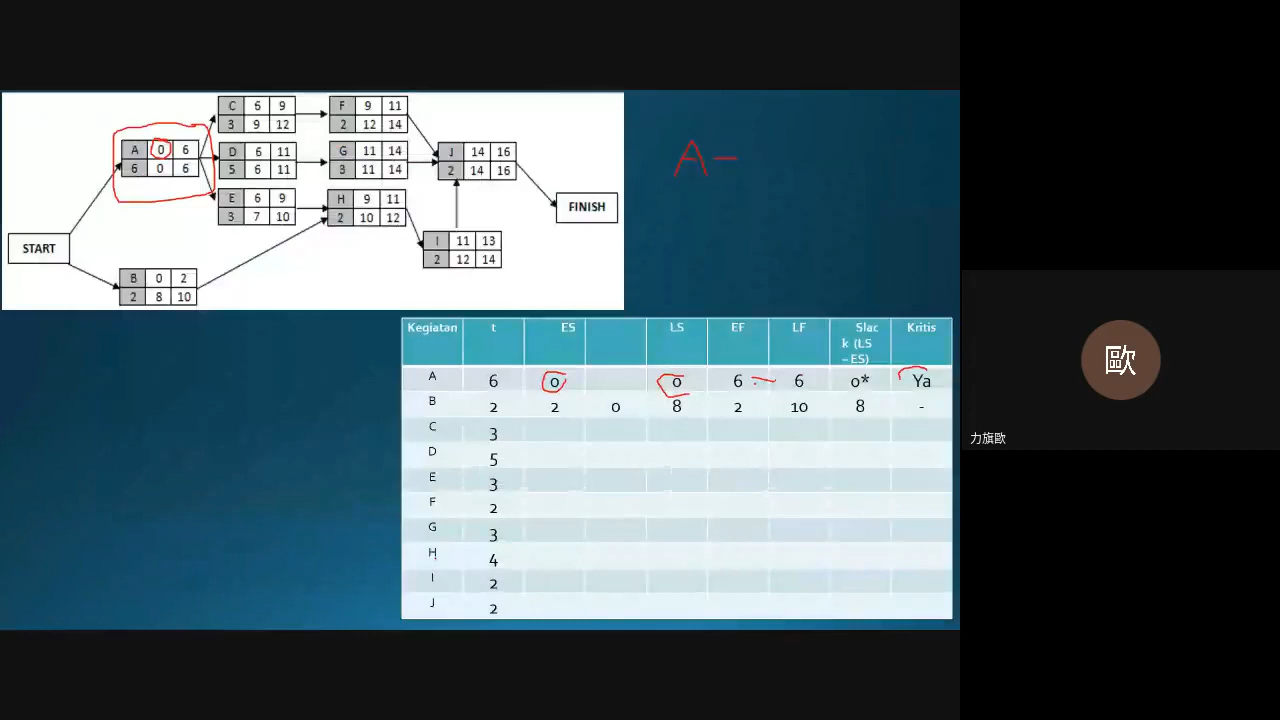 C 6 9
3 9 12
F 9 11
2 12 14
A 0 6
6 0 6
D 6 11
5 6 11
G 11 14
3 11 14
J 14 16
2 14 16
E 6 9
3 7 10
H 9 11
2 10 12
FINISH
START
I 11 13
2 12 14
B 0 2
2 8 10
A –
Kegiatan t ES LS EF LF Slac Kritis
k (LS
– ES)
A 6 0 0 6 6 0* Ya
B 2 2 0 8 2 10 8 -
C 3
D 5
E 3
F 2
G 3
H 4
I 2
J 2
歐
力旗歐